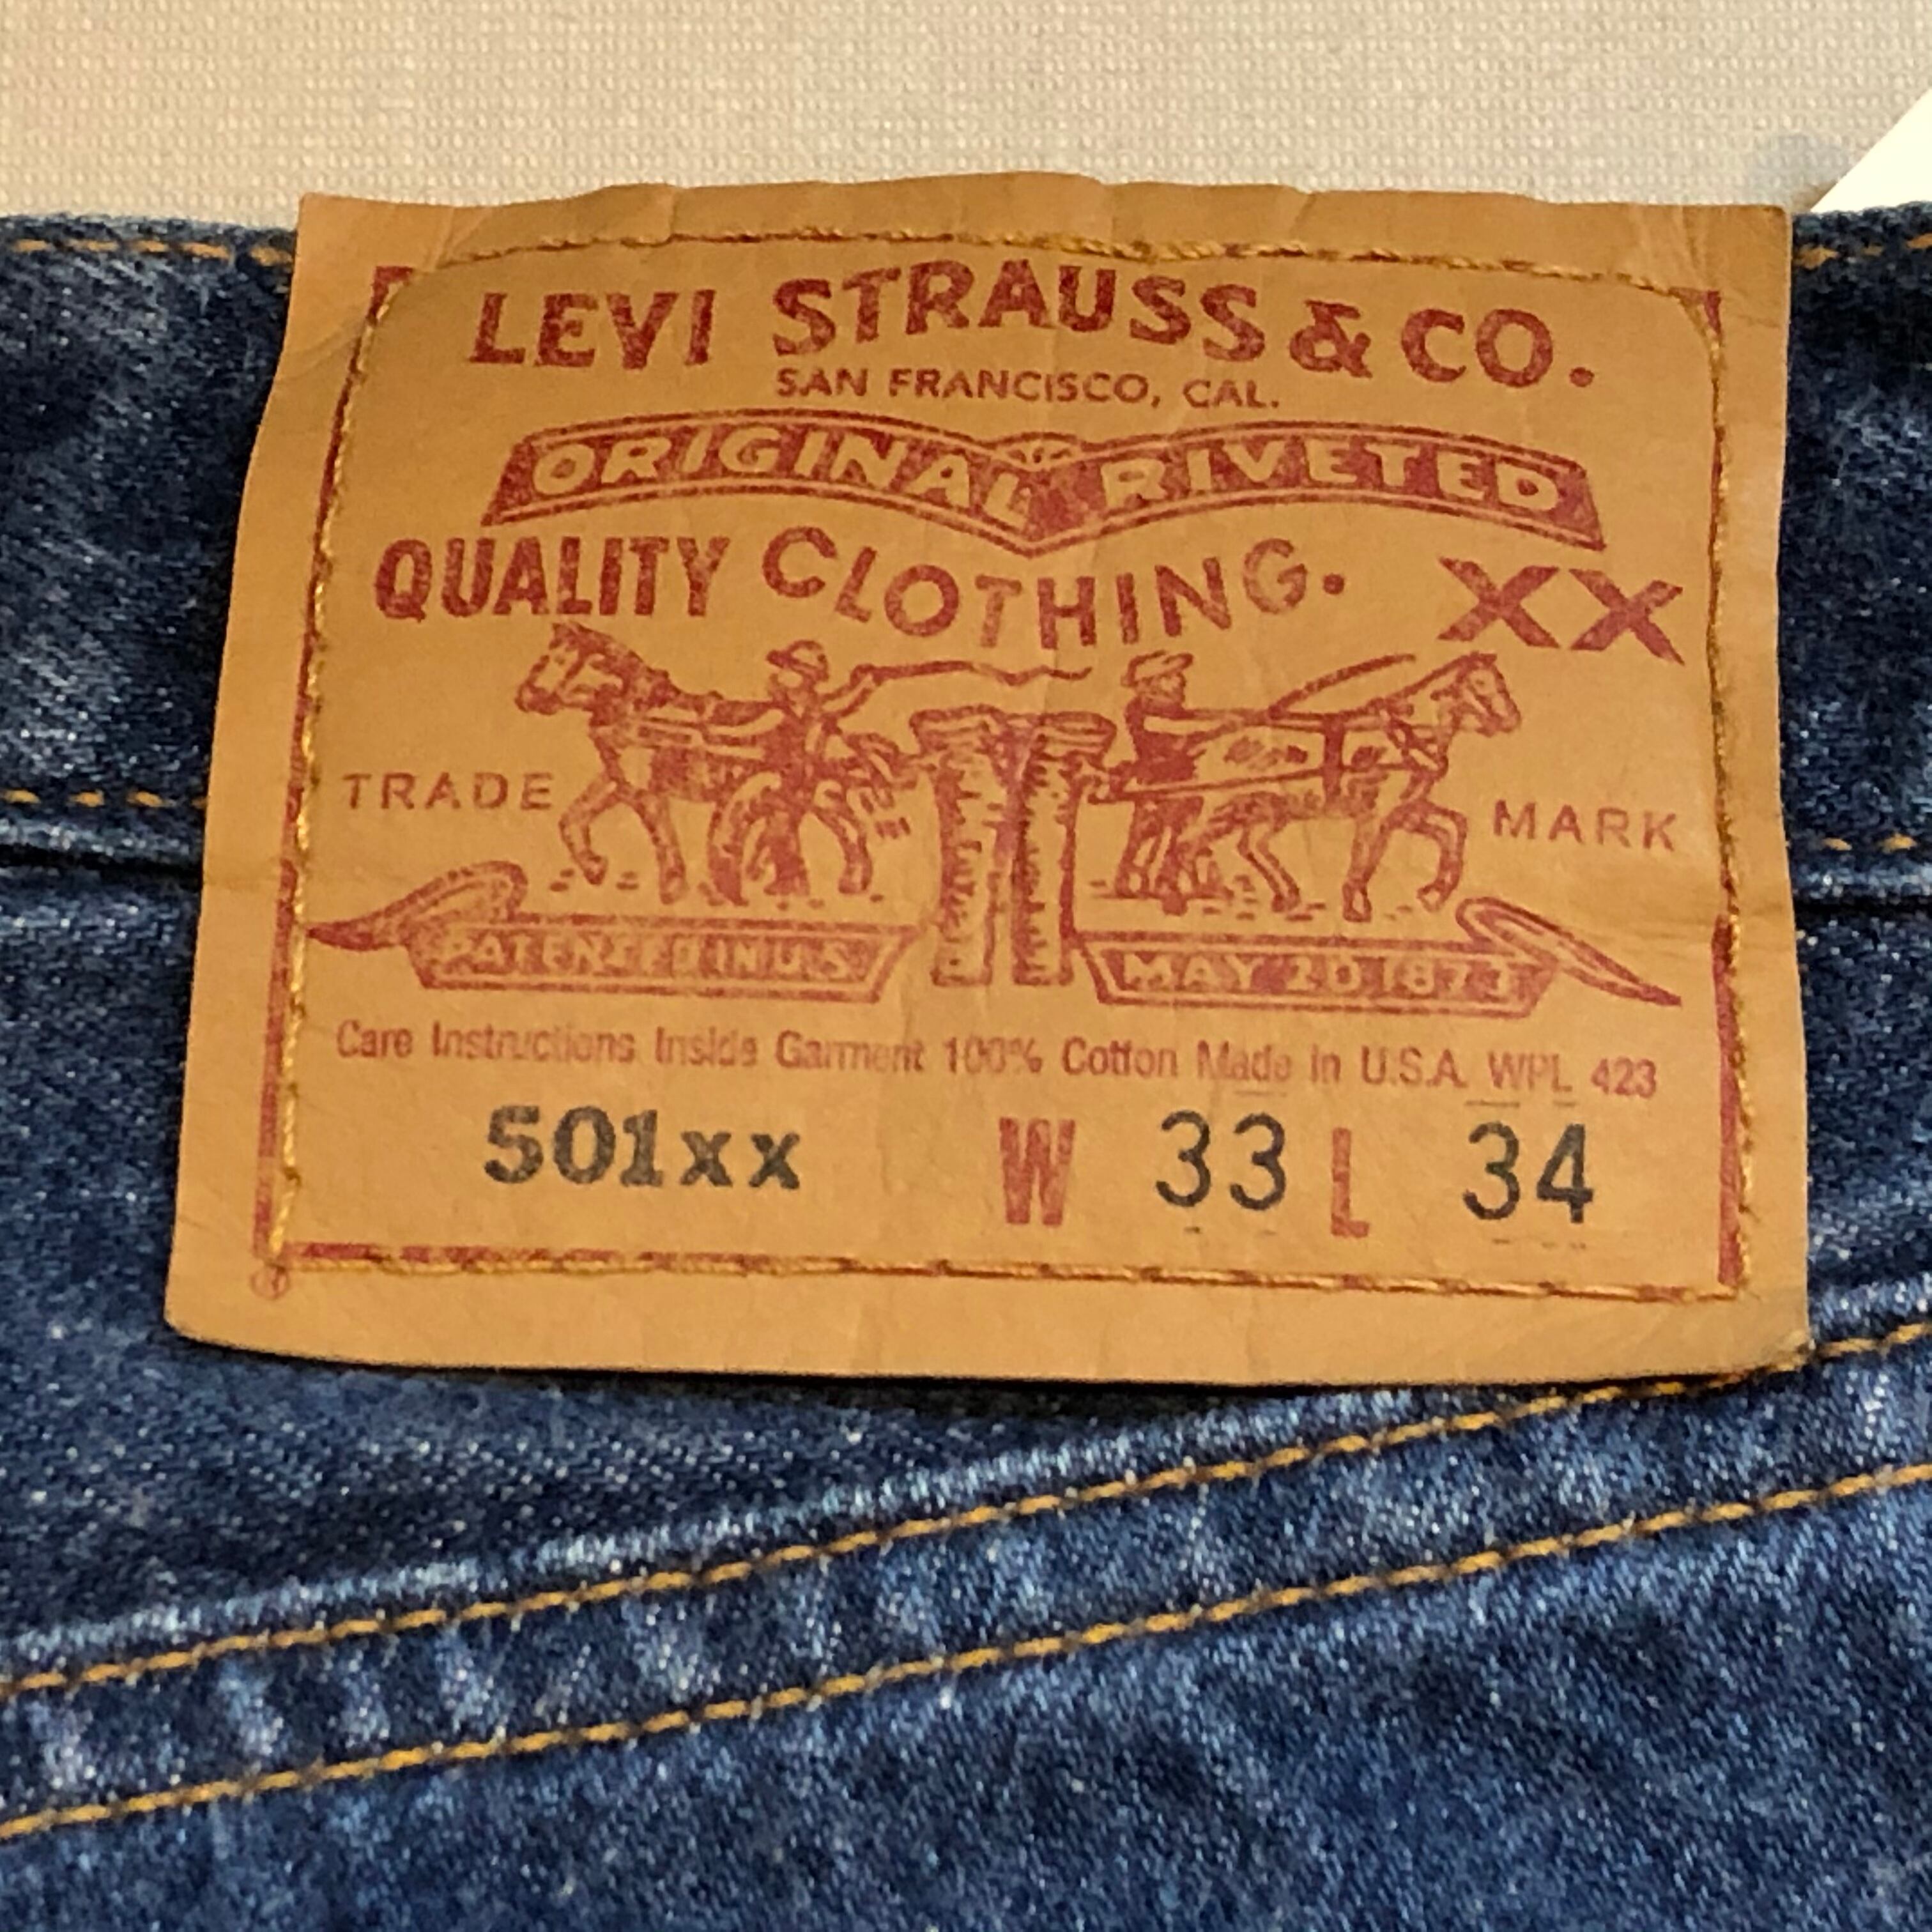 LEVI STRAUSS & CO.
SAN FRANCISCO, CAL.
ORIGINAL RIVETED
QUALITY CLOTHING. XX
TRADE MARK
PATENTED IN U.S. MAY 20 1873
Care Instructions Inside Garment 100% Cotton Made in U.S.A. WPL 423
501xx W 33 L 34